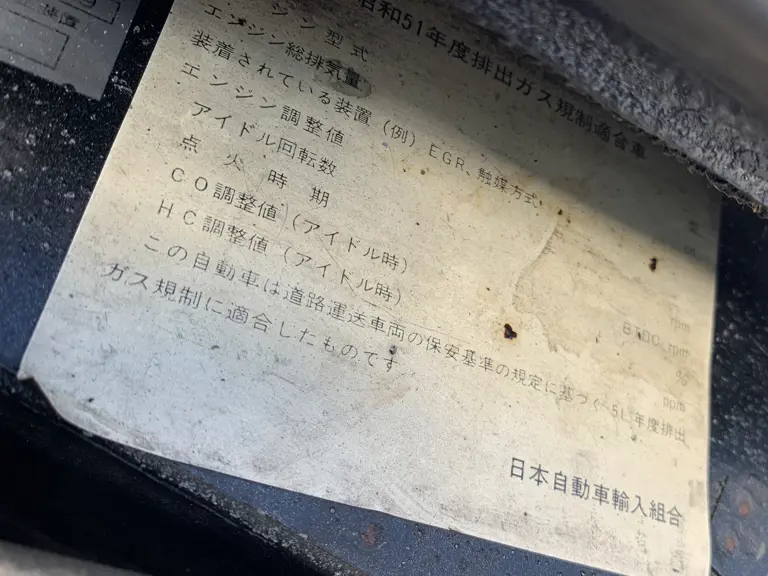 装置
昭和51年度排出ガス規制適合車
ジン型式
エンジン総排気量 cc
装着されている装置(例)EGR、触媒方式
エンジン調整値
アイドル回転数 rpm
点火時期 BTDC rpm
CO調整値(アイドル時) %
HC調整値(アイドル時) ppm
この自動車は道路運送車両の保安基準の規定に基づく51年度排出
ガス規制に適合したものです
日本自動車輸入組合